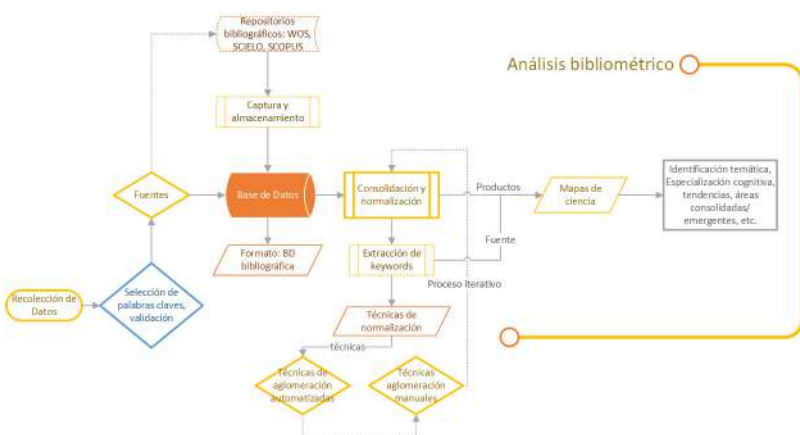 Repositorios
bibliográficos: WOS,
SCIELO, SCOPUS
Análisis bibliométrico
Captura y
almacenamiento
Fuentes
Base de Datos
Consolidación y
normalización
Productos
Mapas de
ciencia
Identificación temática,
Especialización cognitiva,
tendencias, áreas
consolidadas/
emergentes, etc.
Fuente
Formato: BD
bibliográfica
Extracción de
keywords
Proceso iterativo
Recolección de
Datos
Selección de
palabras claves,
validación
Técnicas de
normalización
técnicas
Técnicas de
aglomeración
automatizadas
Técnicas
aglomeración
manuales